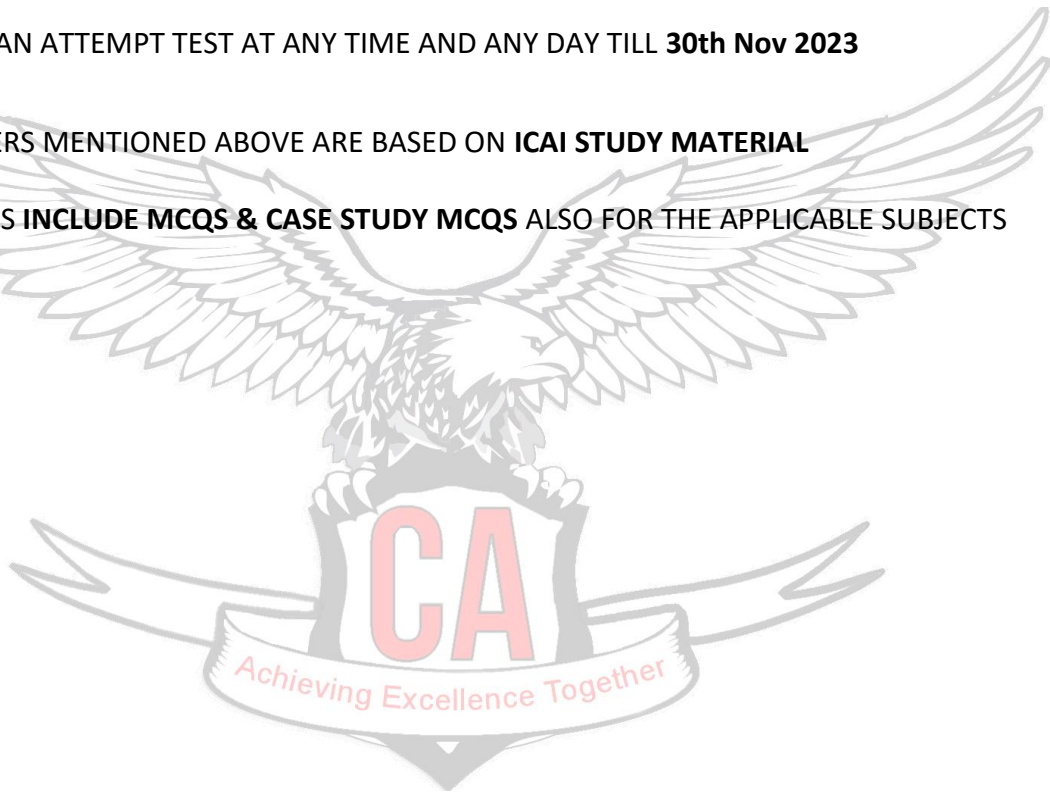 AN ATTEMPT TEST AT ANY TIME AND ANY DAY TILL 30th Nov 2023
ERS MENTIONED ABOVE ARE BASED ON ICAI STUDY MATERIAL
S INCLUDE MCQS & CASE STUDY MCQS ALSO FOR THE APPLICABLE SUBJECTS
CA
Achieving Excellence Together